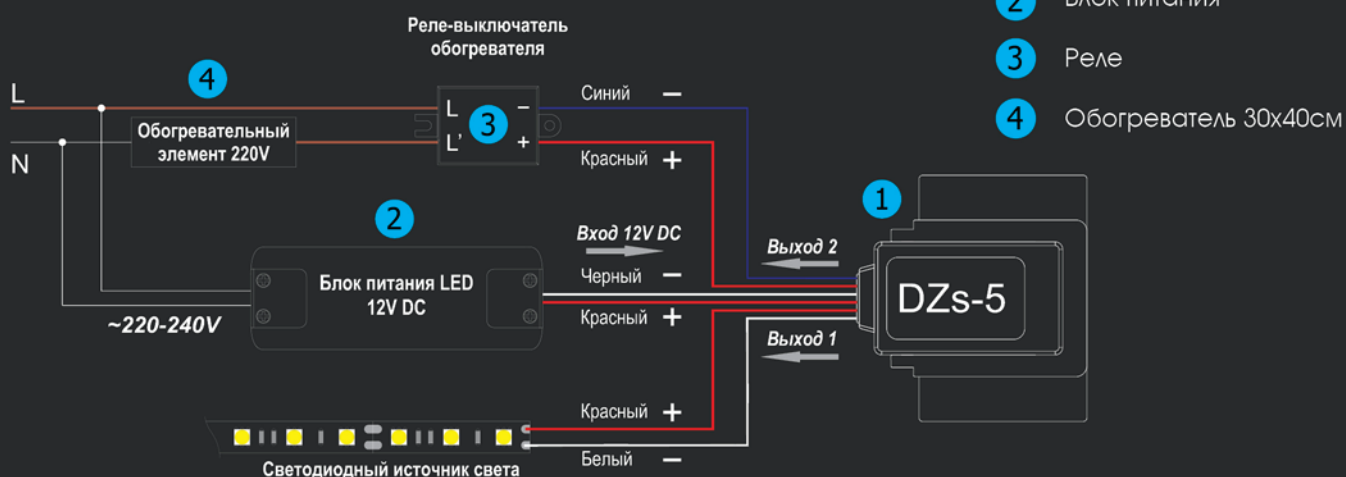 Реле-выключатель
обогревателя
2 Блок питания
3 Реле
4 Обогреватель 30х40см
4
L
N
Обогревательный
элемент 220V
L −
L' +
3
Синий −
Красный +
1
2
Вход 12V DC
Выход 2
Черный −
Блок питания LED
12V DC
DZs-5
~220-240V
Красный +
Выход 1
Красный +
Белый −
Светодиодный источник света